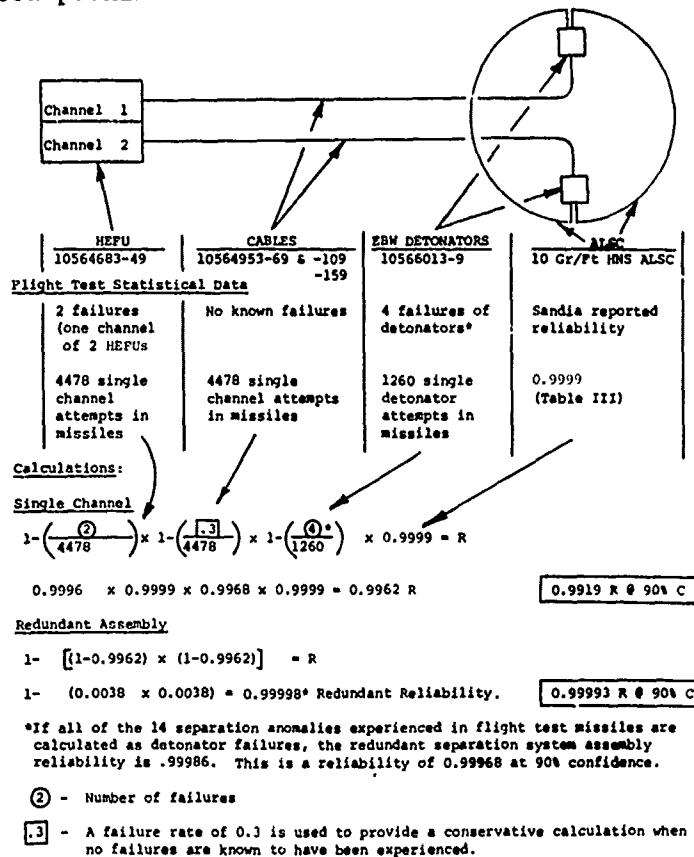 Channel 1
Channel 2
HEFU
10564683-49
CABLES
10564953-69 & -109
-159
EBW DETONATORS
10566013-9
ALSC
10 Gr/Ft HNS ALSC
Flight Test Statistical Data
2 failures
(one channel
of 2 HEFUs
No known failures
4 failures of
detonators*
Sandia reported
reliability
4478 single
channel
attempts in
missiles
4478 single
channel attempts
in missiles
1260 single
detonator
attempts in
missiles
0.9999
(Table III)
Calculations:
Single Channel
1-(②/4478) x 1-(.3/4478) x 1-(④*/1260) x 0.9999 = R
0.9996 x 0.9999 x 0.9968 x 0.9999 = 0.9962 R
0.9919 R @ 90% C
Redundant Assembly
1- [(1-0.9962) x (1-0.9962)] = R
1- (0.0038 x 0.0038) = 0.99998* Redundant Reliability.
0.99993 R @ 90% C
*If all of the 14 separation anomalies experienced in flight test missiles are
calculated as detonator failures, the redundant separation system assembly
reliability is .99986. This is a reliability of 0.99968 at 90% confidence.
② - Number of failures
.3 - A failure rate of 0.3 is used to provide a conservative calculation when
no failures are known to have been experienced.